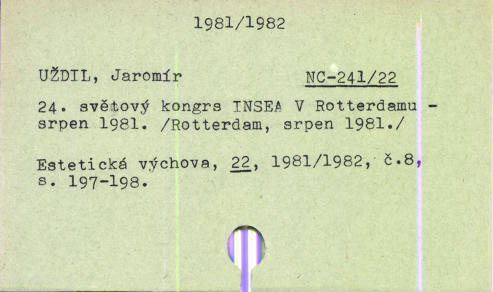 1981/1982
UŽDIL, Jaromír NC-241/22
24. světový kongrs INSEA V Rotterdamu -
srpen 1981. /Rotterdam, srpen 1981./
Estetická výchova, 22, 1981/1982, č.8,
s. 197-198.